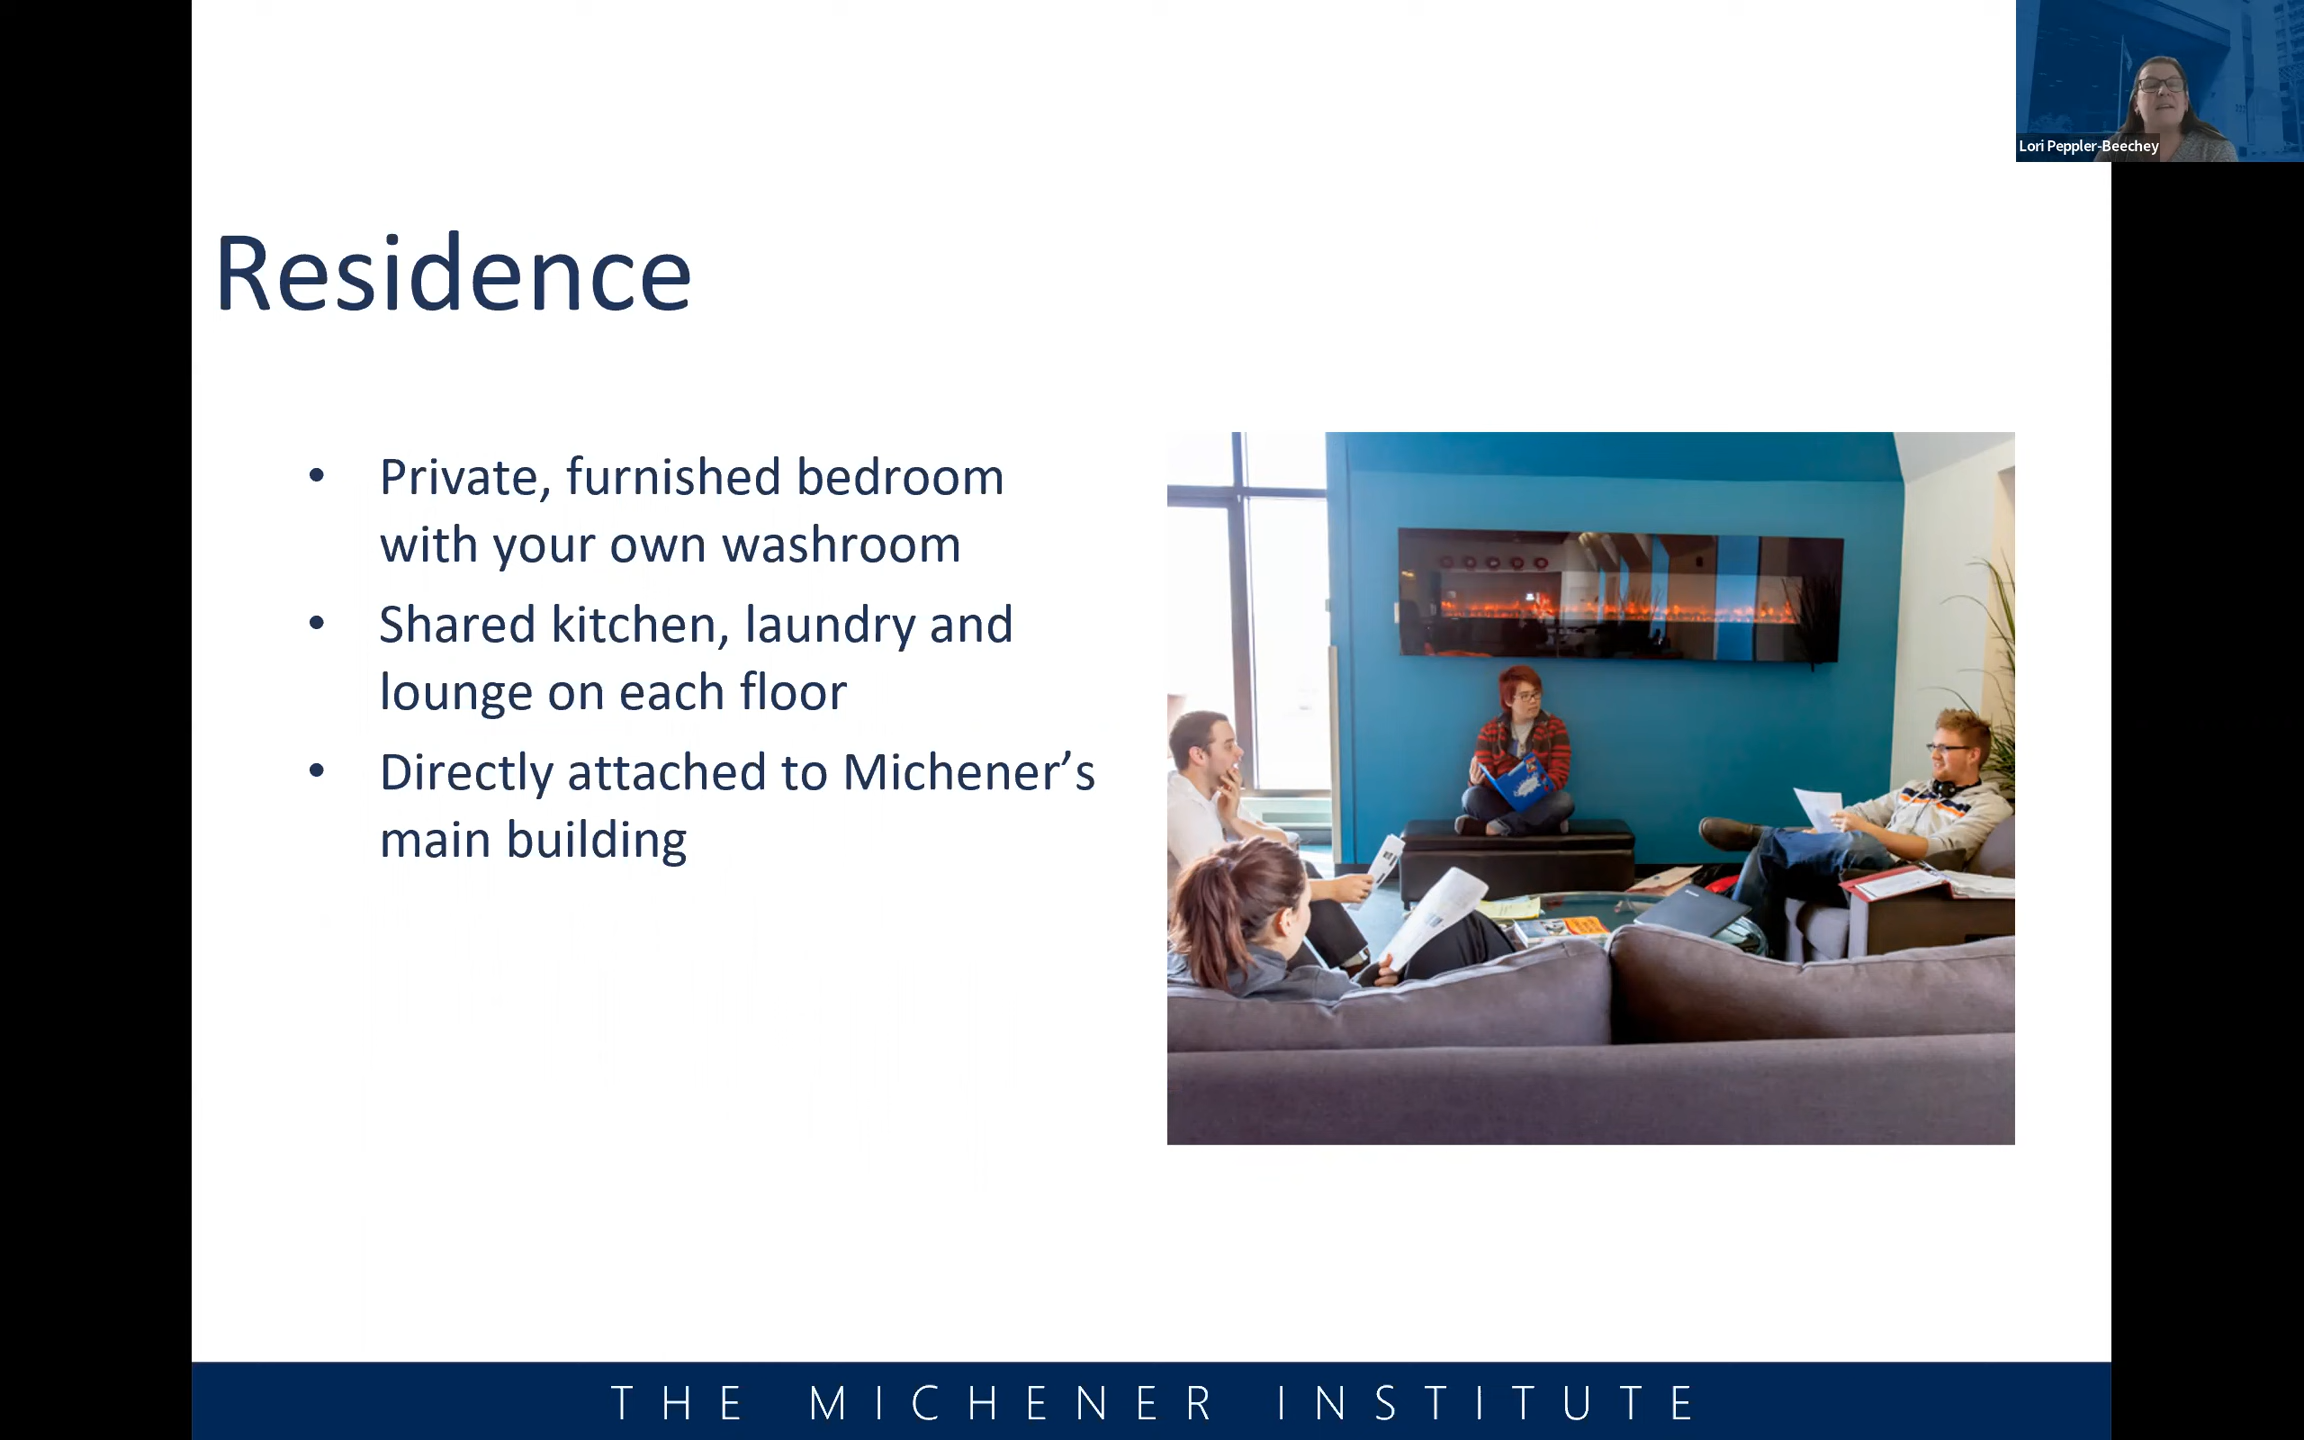 Lori Peppler-Beechey
Residence
• Private, furnished bedroom
with your own washroom
• Shared kitchen, laundry and
lounge on each floor
• Directly attached to Michener’s
main building
THE MICHENER INSTITUTE